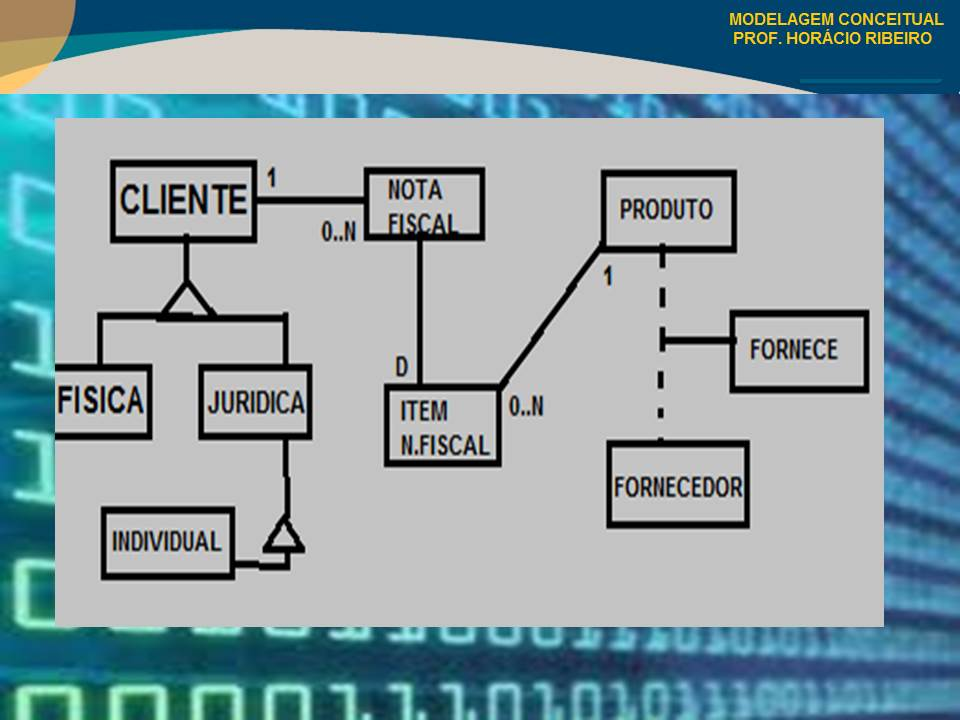 MODELAGEM CONCEITUAL
PROF. HORÁCIO RIBEIRO
CLIENTE
1
0..N
NOTA
FISCAL
PRODUTO
1
FORNECE
D
FISICA
JURIDICA
ITEM
N.FISCAL
0..N
FORNECEDOR
INDIVIDUAL